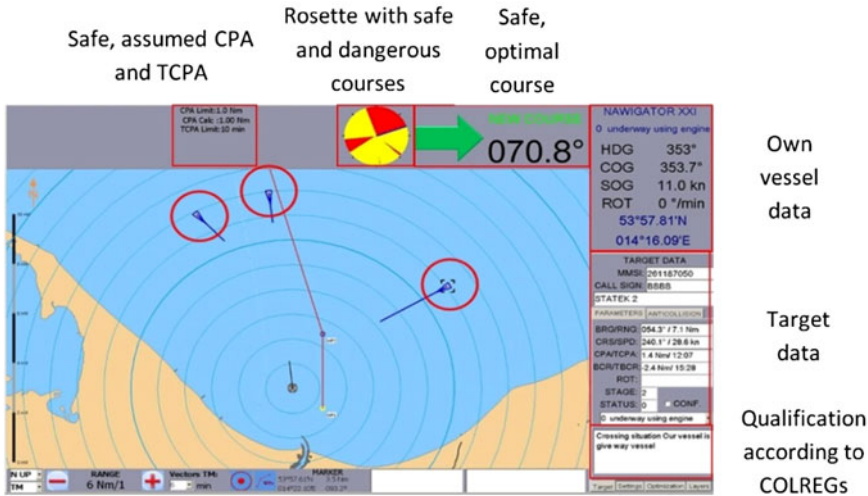 Safe, assumed CPA
and TCPA
Rosette with safe
and dangerous
courses
Safe,
optimal
course
CPA Limit:1.0 Nm
CPA Calc :1.00 Nm
TCPA Limit:10 min
NEW COURSE
070.8°
NAWIGATOR XXI
0 underway using engine
HDG 353°
COG 353.7°
SOG 11.0 kn
ROT 0 °/min
53°57.81'N
014°16.09'E
Own
vessel
data
TARGET DATA
MMSI: 261187050
CALL SIGN: BBBB
STATEK 2
PARAMETERS ANTICOLLISION
BRG/RNG: 054.3° / 7.1 Nm
CRS/SPD: 240.1° / 28.6 kn
CPA/TCPA: 1.4 Nm/ 12:07
BCR/TBCR: -2.4 Nm/ 15:28
ROT:
STAGE: 2
STATUS: 0 CONF.
0 underway using engine
Target
data
Crossing situation Our vessel is
give way vessel
Qualification
according to
COLREGs
N UP
TM
RANGE
6 Nm/1
Vectors TM:
min
MARKER
Target Settings Optimization Layers